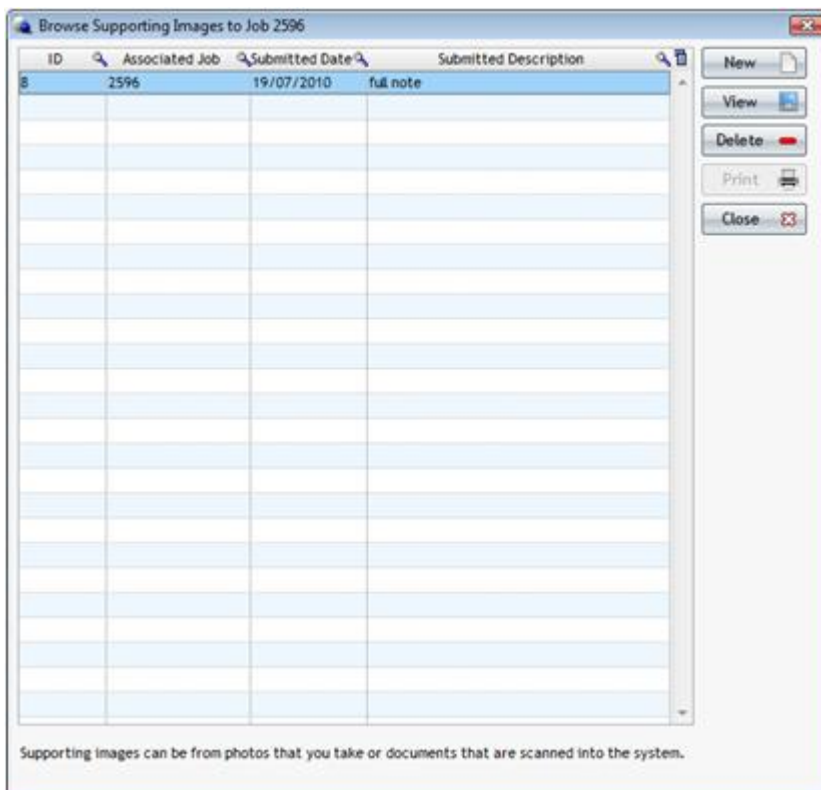 Browse Supporting Images to Job 2596
ID Associated Job Submitted Date Submitted Description
8 2596 19/07/2010 full note
New
View
Delete
Print
Close
Supporting images can be from photos that you take or documents that are scanned into the system.